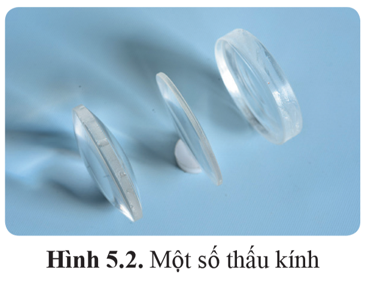 Hình 5.2. Một số thấu kính